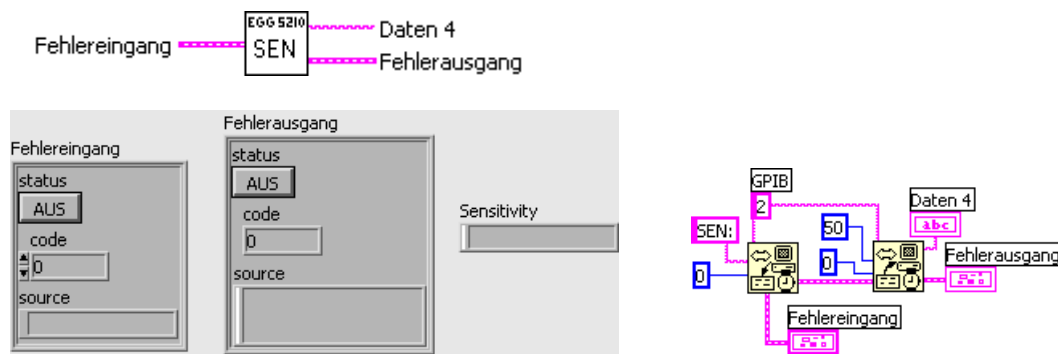 EGG 5210
SEN
Fehlereingang
Daten 4
Fehlerausgang
Fehlereingang
status
AUS
code
0
source
Fehlerausgang
status
AUS
code
0
source
Sensitivity
GPIB
2
SEN:
0
50
0
Daten 4
abc
Fehlerausgang
Fehlereingang